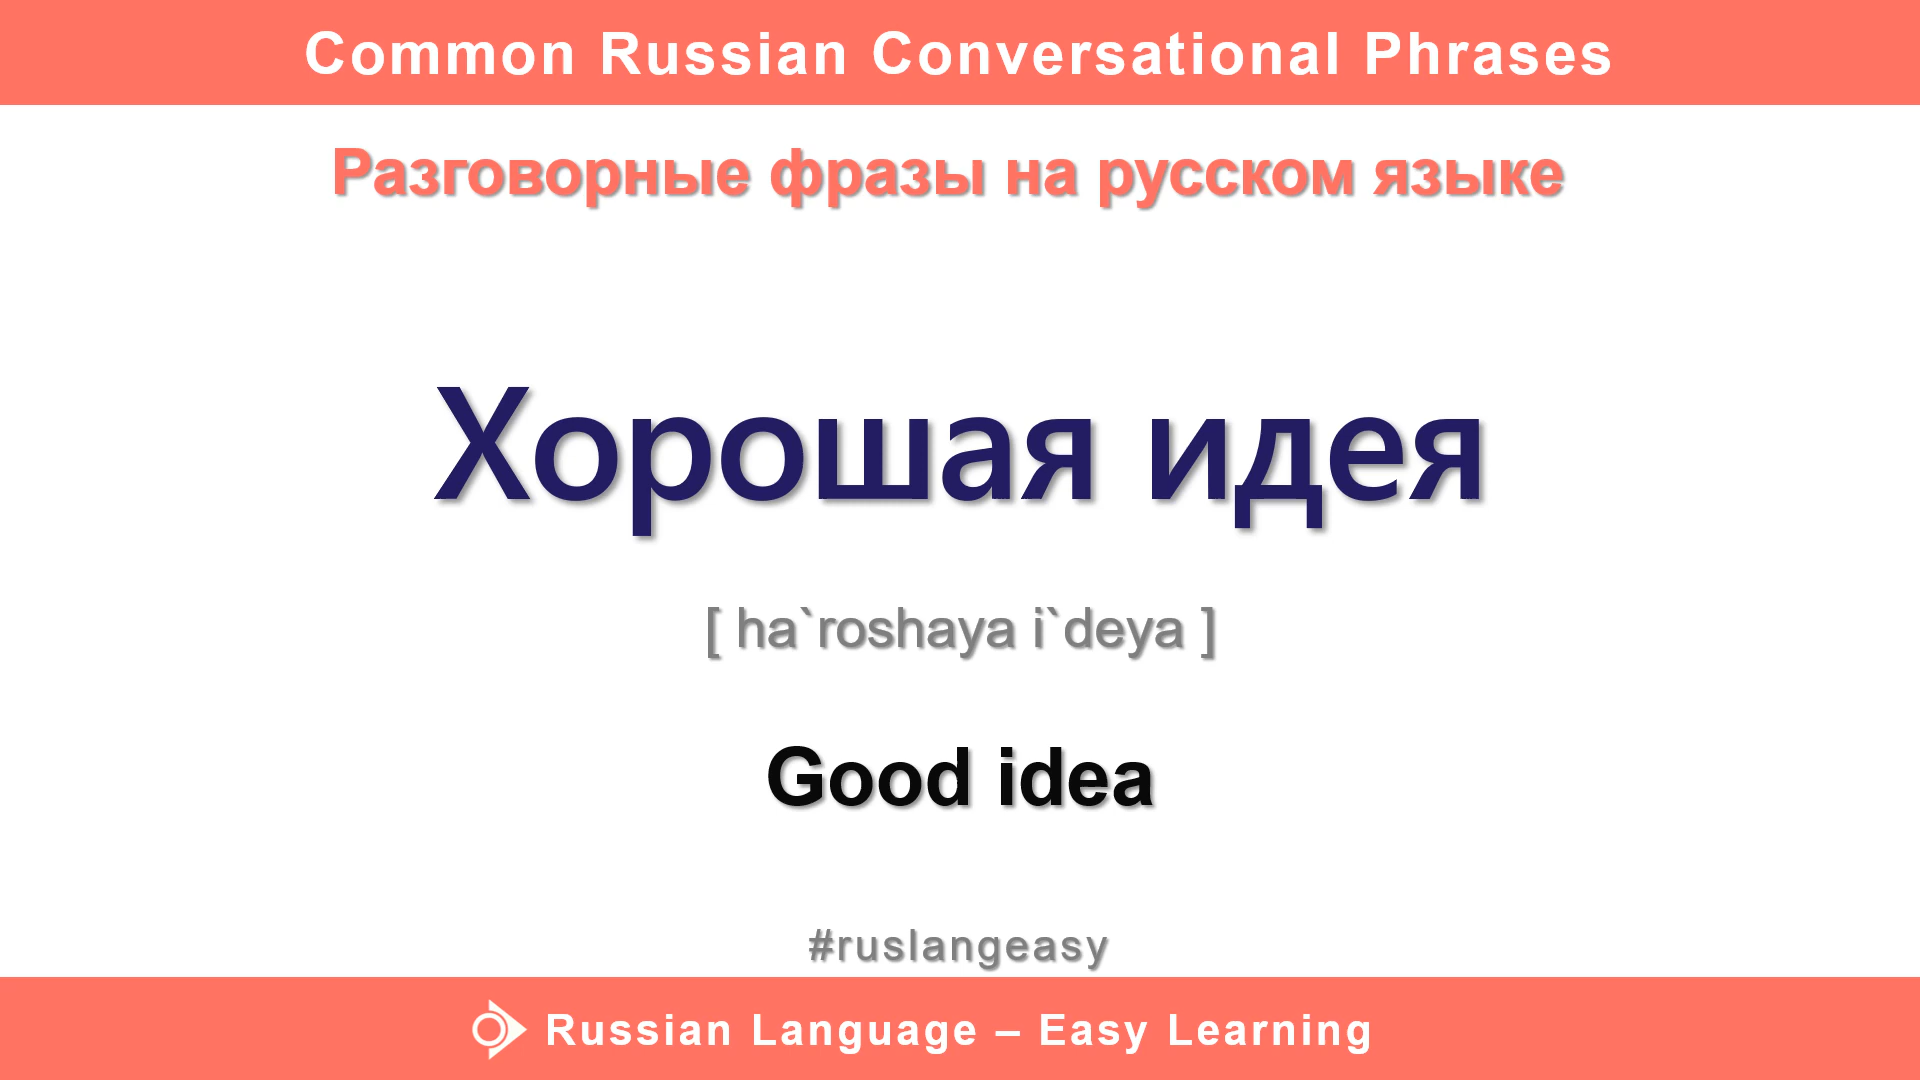 Common Russian Conversational Phrases
Разговорные фразы на русском языке
Хорошая идея
[ ha`roshaya i`deya ]
Good idea
#ruslangeasy
Russian Language – Easy Learning